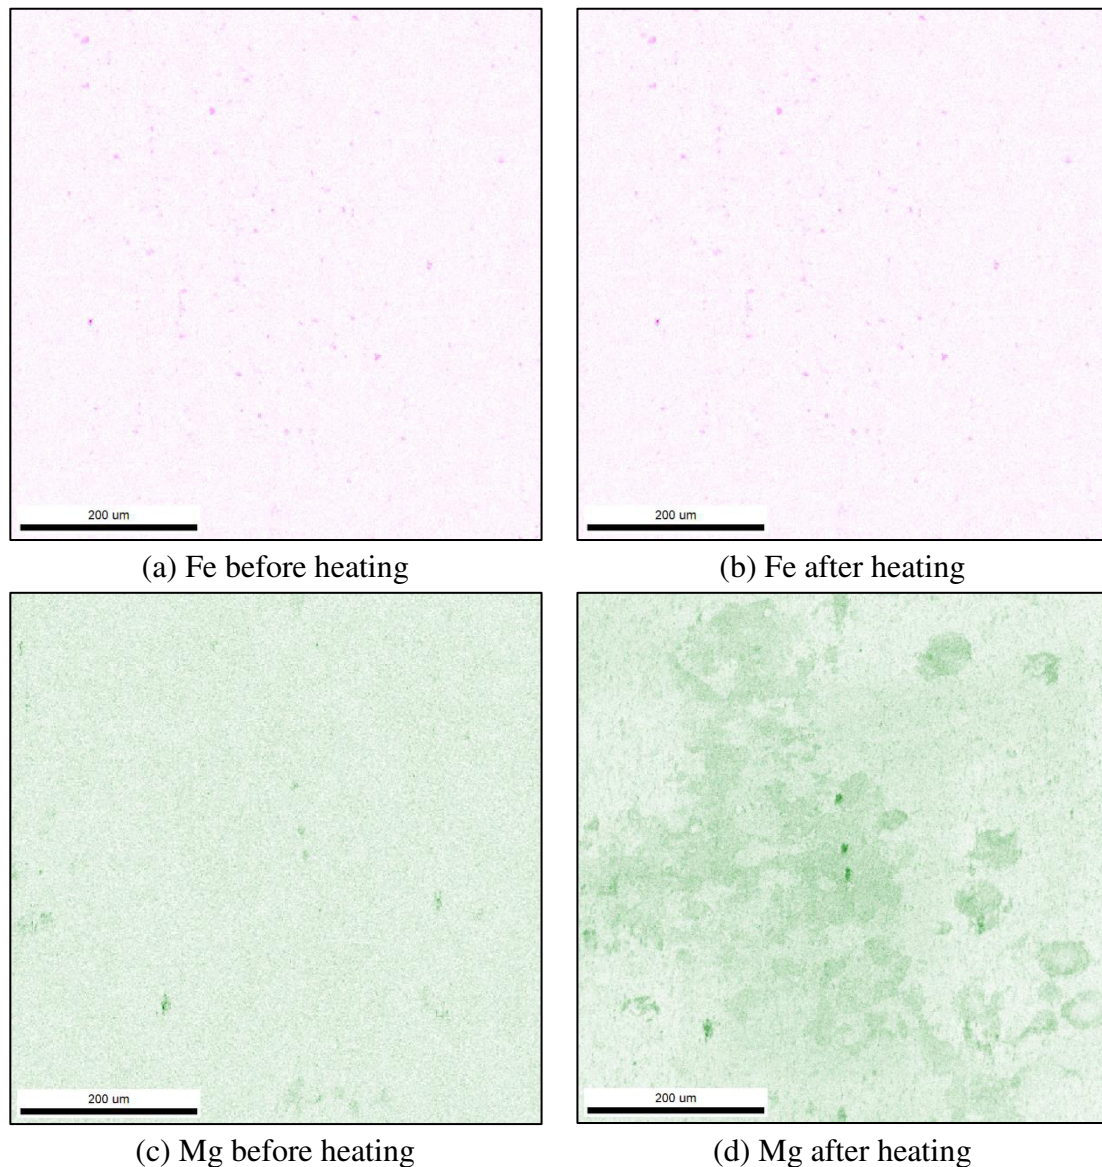 200 um
200 um
(a) Fe before heating
(b) Fe after heating
200 um
200 um
(c) Mg before heating
(d) Mg after heating